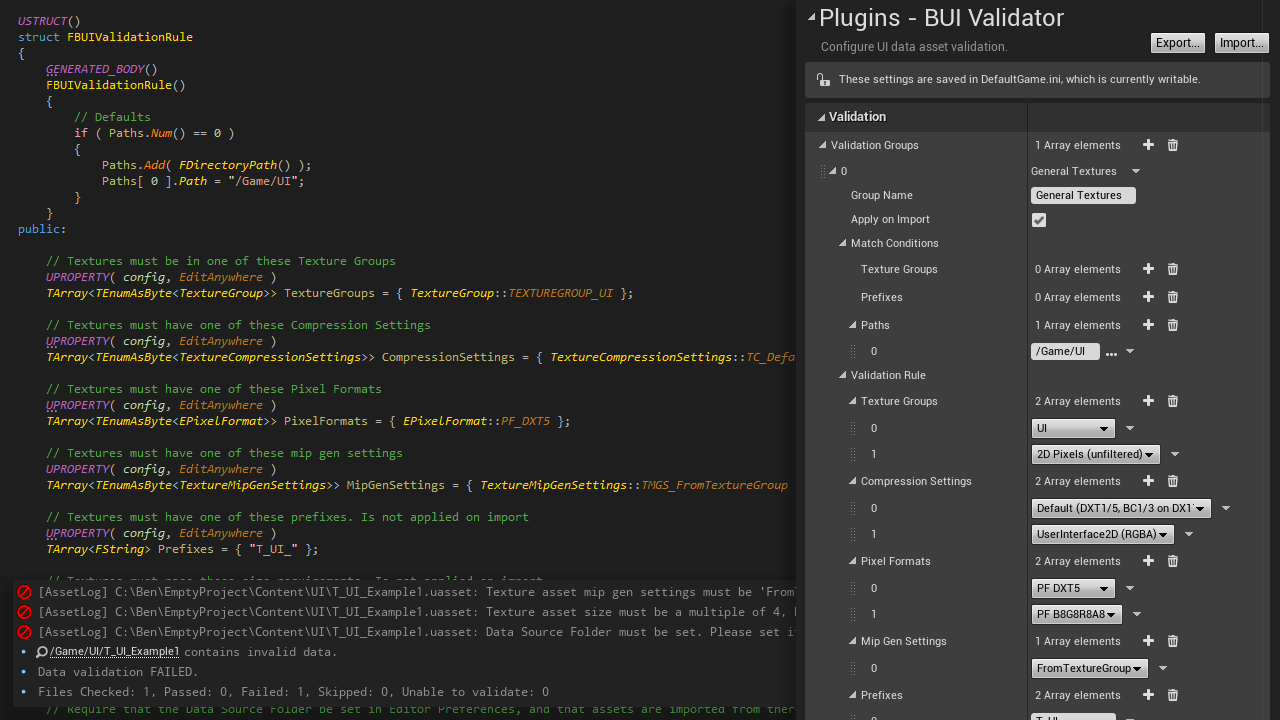 USTRUCT()
struct FBUIValidationRule
{
GENERATED_BODY()
FBUIValidationRule()
{
// Defaults
if ( Paths.Num() == 0 )
{
Paths.Add( FDirectoryPath() );
Paths[ 0 ].Path = "/Game/UI";
}
}
public:
// Textures must be in one of these Texture Groups
UPROPERTY( config, EditAnywhere )
TArray<TEnumAsByte<TextureGroup>> TextureGroups = { TextureGroup::TEXTUREGROUP_UI };
// Textures must have one of these Compression Settings
UPROPERTY( config, EditAnywhere )
TArray<TEnumAsByte<TextureCompressionSettings>> CompressionSettings = { TextureCompressionSettings::TC_Defa
// Textures must have one of these Pixel Formats
UPROPERTY( config, EditAnywhere )
TArray<TEnumAsByte<EPixelFormat>> PixelFormats = { EPixelFormat::PF_DXT5 };
// Textures must have one of these mip gen settings
UPROPERTY( config, EditAnywhere )
TArray<TEnumAsByte<TextureMipGenSettings>> MipGenSettings = { TextureMipGenSettings::TMGS_FromTextureGroup
// Textures must have one of these prefixes. Is not applied on import
UPROPERTY( config, EditAnywhere )
TArray<FString> Prefixes = { "T_UI_" };
// Textures must pass these size requirements. Is not applied on import
[AssetLog] C:\Ben\EmptyProject\Content\UI\T_UI_Example1.uasset: Texture asset mip gen settings must be 'From
[AssetLog] C:\Ben\EmptyProject\Content\UI\T_UI_Example1.uasset: Texture asset size must be a multiple of 4,
[AssetLog] C:\Ben\EmptyProject\Content\UI\T_UI_Example1.uasset: Data Source Folder must be set. Please set i
/Game/UI/T_UI_Example1 contains invalid data.
Data validation FAILED.
Files Checked: 1, Passed: 0, Failed: 1, Skipped: 0, Unable to validate: 0
// Require that the Data Source Folder be set in Editor Preferences, and that assets are imported from ther
Plugins - BUI Validator
Configure UI data asset validation.
Export...
Import...
These settings are saved in DefaultGame.ini, which is currently writable.
Validation
Validation Groups 1 Array elements
0 General Textures
Group Name General Textures
Apply on Import
Match Conditions
Texture Groups 0 Array elements
Prefixes 0 Array elements
Paths 1 Array elements
0 /Game/UI ...
Validation Rule
Texture Groups 2 Array elements
0 UI
1 2D Pixels (unfiltered)
Compression Settings 2 Array elements
0 Default (DXT1/5, BC1/3 on DX1
1 UserInterface2D (RGBA)
Pixel Formats 2 Array elements
0 PF DXT5
1 PF B8G8R8A8
Mip Gen Settings 1 Array elements
0 FromTextureGroup
Prefixes 2 Array elements